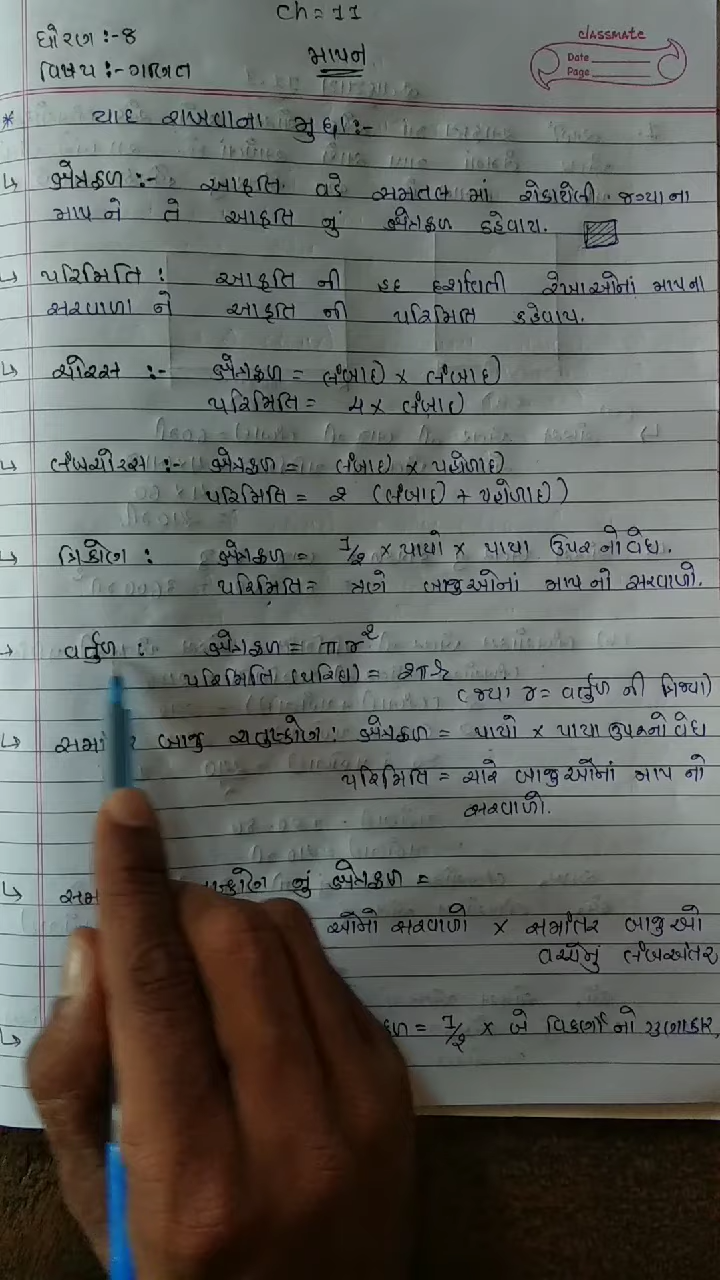 Ch = 11
ધોરણ :- 8
classmate
માપન
Date
વિષય :- ગણિત
Page
* યાદ રાખવાના મુદ્દા :-
↳ ક્ષેત્રફળ :- આકૃતિ વડે સમતલ માં રોકાયેલી જગ્યાના
માપ ને તે આકૃતિ નું ક્ષેત્રફળ કહેવાય.
↳ પરિમિતિ : આકૃતિ ની હદ દર્શાવતી રેખાઓનાં માપના
સરવાળા ને આકૃતિ ની પરિમિતિ કહેવાય.
↳ ચોરસ :- ક્ષેત્રફળ = લંબાઈ × લંબાઈ
પરિમિતિ = 4 × લંબાઈ
↳ લંબચોરસ :- ક્ષેત્રફળ = લંબાઈ × પહોળાઈ
પરિમિતિ = 2 (લંબાઈ + પહોળાઈ)
↳ ત્રિકોણ : ક્ષેત્રફળ = 1/2 × પાયો × પાયા ઉપરનો વેધ.
પરિમિતિ = ત્રણે બાજુઓનાં માપ નો સરવાળો.
→ વર્તુળ : ક્ષેત્રફળ = πr²
પરિમિતિ (પરિઘ) = 2πr
(જ્યા r = વર્તુળ ની ત્રિજ્યા)
↳ બાજુ ચતુષ્કોણ : ક્ષેત્રફળ = પાયો × પાયા ઉપરનો વેધ
પરિમિતિ = ચારે બાજુઓનાં માપ નો
સરવાળો.
↳ નું ક્ષેત્રફળ =
સરવાળો × સમાંતર બાજુઓ
વચ્ચેનું લંબઅંતર
↳ = 1/2 × બે વિકર્ણો નો ગુણાકાર